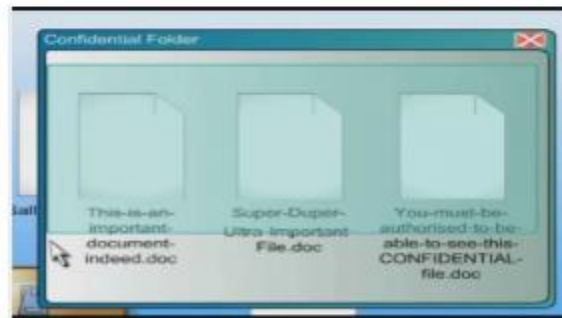 Confidential Folder
This-is-an-
important-
document-
indeed.doc
Super-Duper-
Ultra Important
File.doc
You-must-be-
authorised-to-be-
able-to-see-this-
CONFIDENTIAL-
file.doc